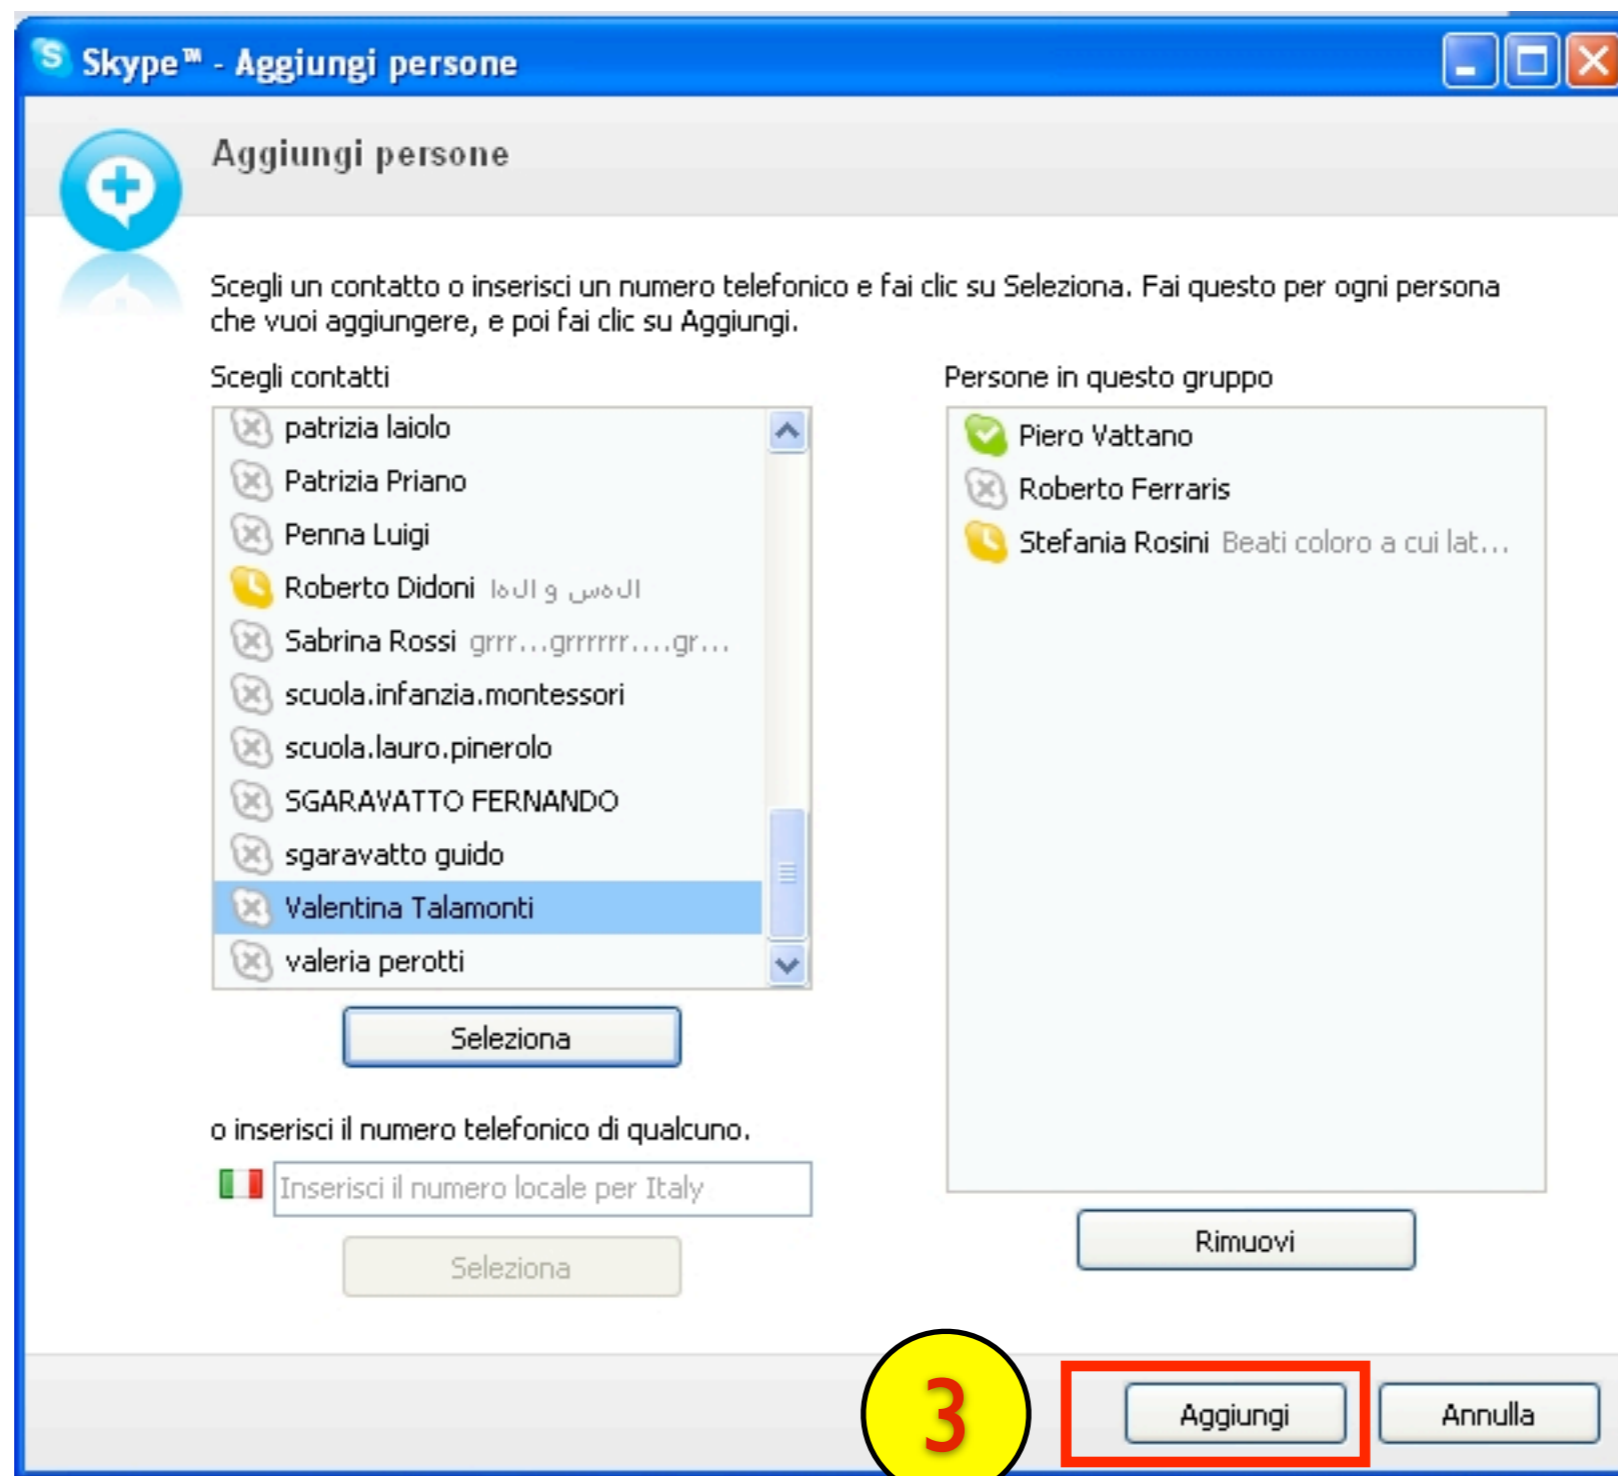 Skype™ - Aggiungi persone
Aggiungi persone
Scegli un contatto o inserisci un numero telefonico e fai clic su Seleziona. Fai questo per ogni persona
che vuoi aggiungere, e poi fai clic su Aggiungi.
Scegli contatti
patrizia laiolo
Patrizia Priano
Penna Luigi
Roberto Didoni
Sabrina Rossi grrr...grrrrrr....gr...
scuola.infanzia.montessori
scuola.lauro.pinerolo
SGARAVATTO FERNANDO
sgaravatto guido
Valentina Talamonti
valeria perotti
Seleziona
o inserisci il numero telefonico di qualcuno.
Inserisci il numero locale per Italy
Seleziona
Persone in questo gruppo
Piero Vattano
Roberto Ferraris
Stefania Rosini Beati coloro a cui lat...
Rimuovi
3
Aggiungi
Annulla